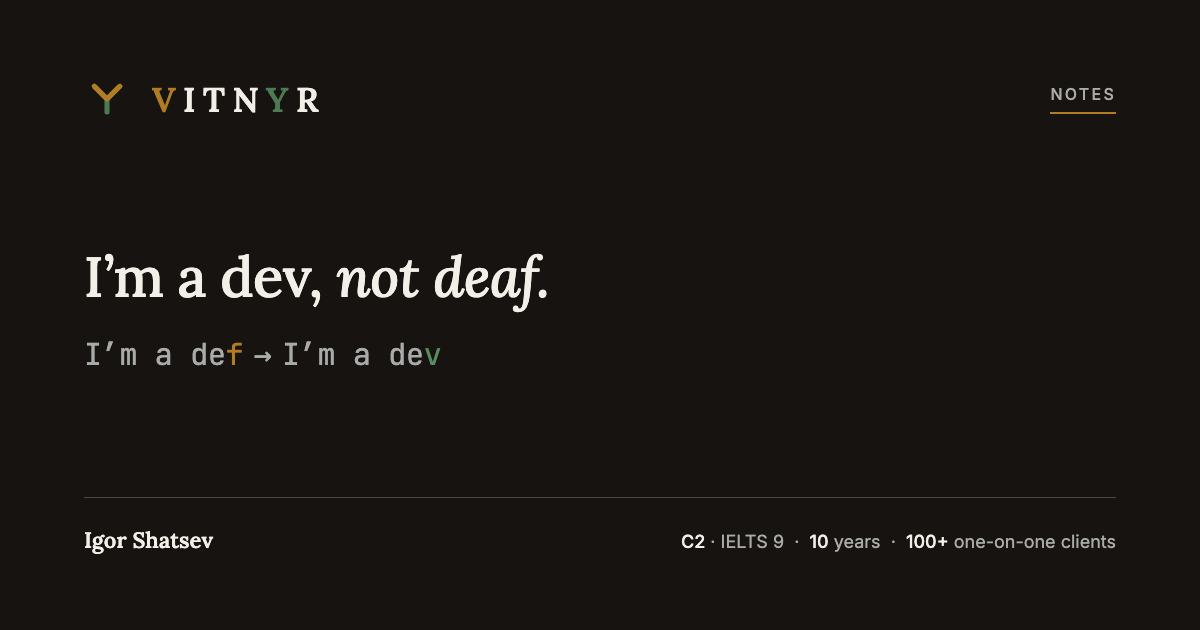 VITNYR
NOTES
I’m a dev, not deaf.
I’m a def → I’m a dev
Igor Shatsev
C2 · IELTS 9 · 10 years · 100+ one-on-one clients